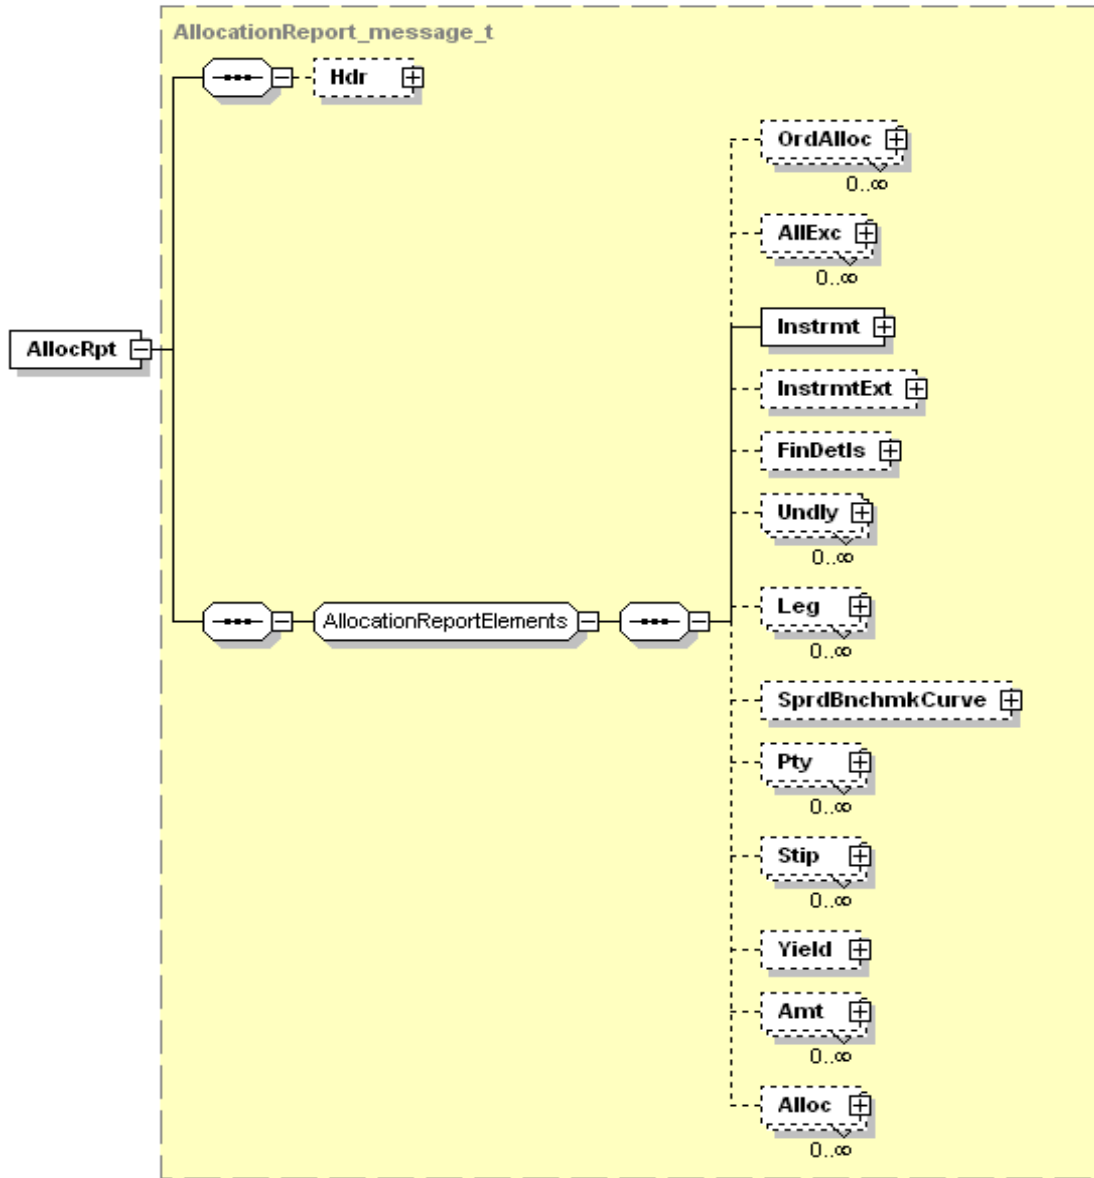 AllocationReport_message_t
Hdr
OrdAlloc
0..∞
AllExc
0..∞
Instrmt
AllocRpt
InstrmtExt
FinDetls
Undly
0..∞
Leg
0..∞
AllocationReportElements
SprdBnchmkCurve
Pty
0..∞
Stip
0..∞
Yield
Amt
0..∞
Alloc
0..∞